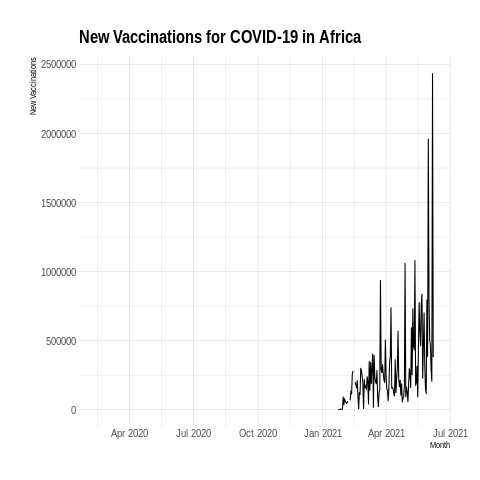 New Vaccinations for COVID-19 in Africa
New Vaccinations
2500000
2000000
1500000
1000000
500000
0
Apr 2020 Jul 2020 Oct 2020 Jan 2021 Apr 2021 Jul 2021
Month